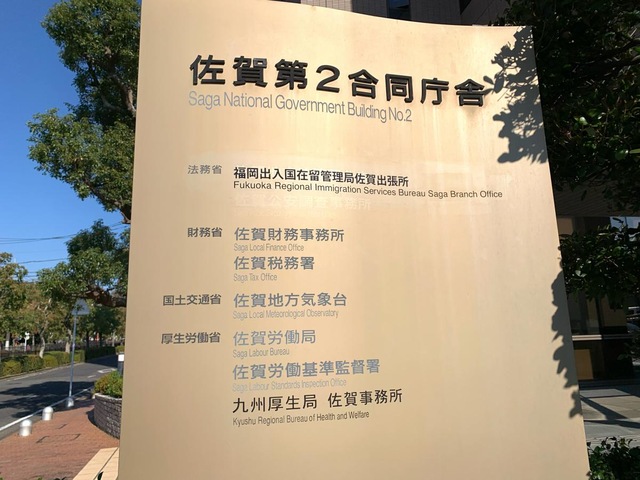 佐賀第2合同庁舎
Saga National Government Building No.2
法務省 福岡出入国在留管理局佐賀出張所
Fukuoka Regional Immigration Services Bureau Saga Branch Office
財務省 佐賀財務事務所
Saga Local Finance Office
佐賀税務署
Saga Tax Office
国土交通省 佐賀地方気象台
Saga Local Meteorological Observatory
厚生労働省 佐賀労働局
Saga Labour Bureau
佐賀労働基準監督署
Saga Labour Standards Inspection Office
九州厚生局 佐賀事務所
Kyushu Regional Bureau of Health and Welfare